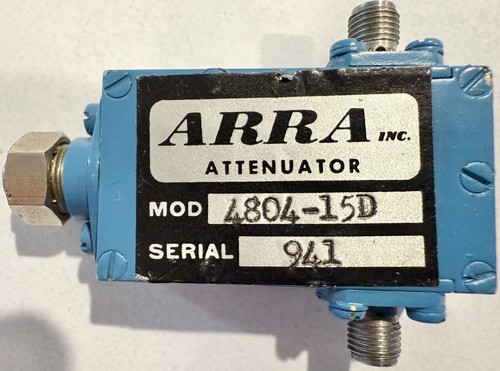 ARRA INC.
ATTENUATOR
MOD 4804-15D
SERIAL 941